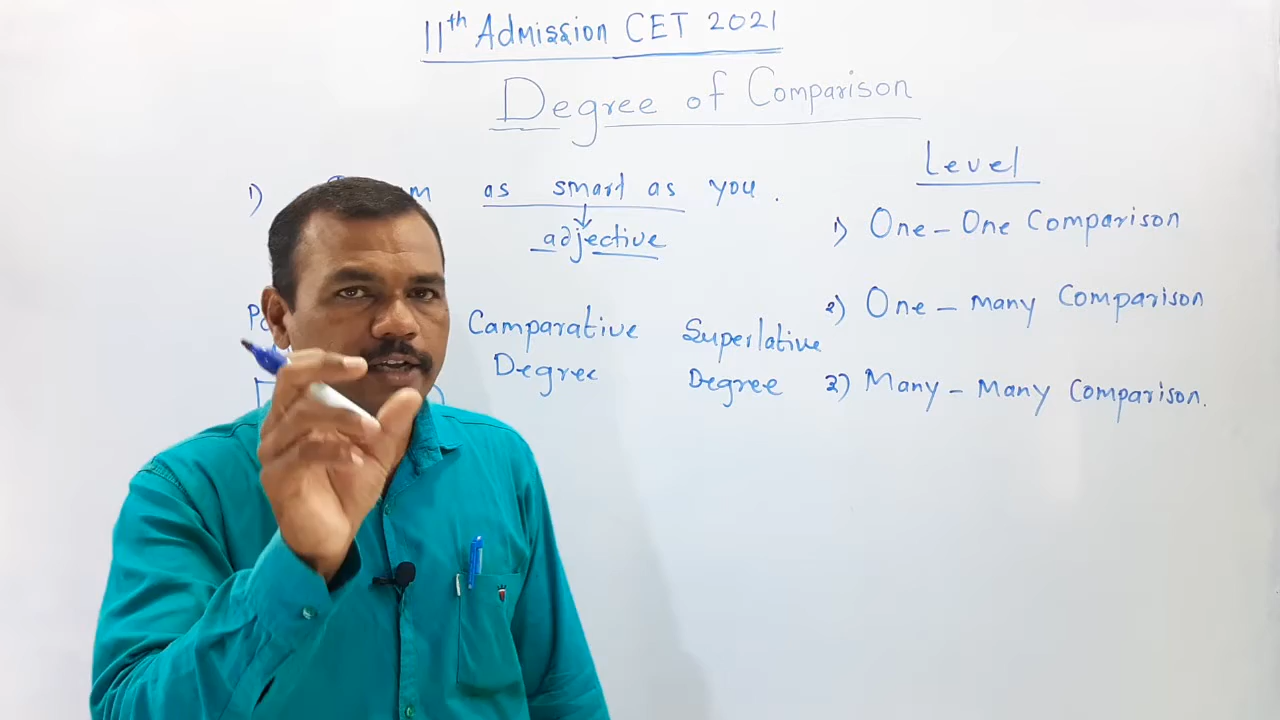 11th Admission CET 2021
Degree of Comparison
1) as smart as you.
adjective
Camparative Superlative
Degree Degree
Level
1) One - One Comparison
2) One - many Comparison
3) Many - Many Comparison.